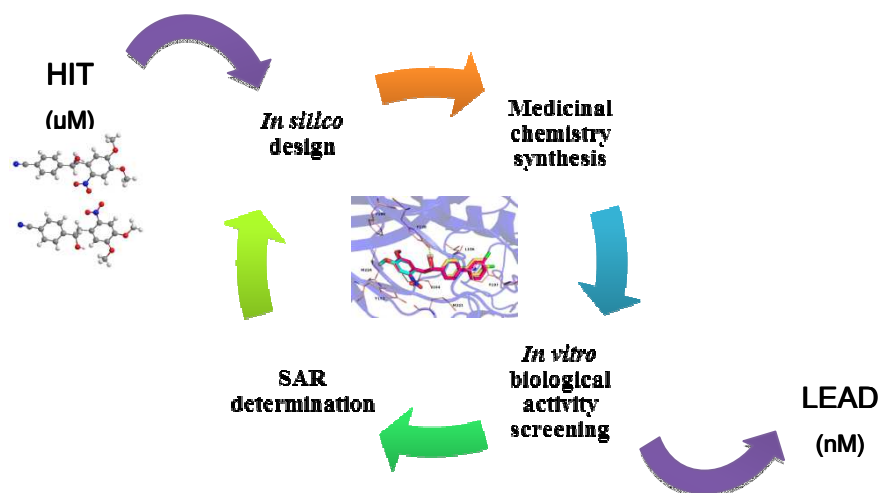 HIT
(uM)
In silico
design
Medicinal
chemistry
synthesis
In vitro
biological
activity
screening
SAR
determination
LEAD
(nM)